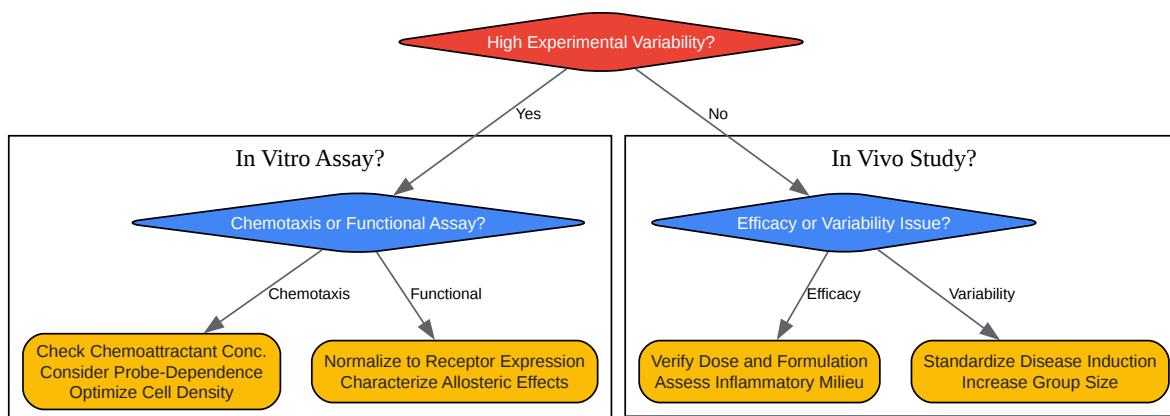 High Experimental Variability?
Yes
No
In Vitro Assay?
In Vivo Study?
Chemotaxis or Functional Assay?
Efficacy or Variability Issue?
Chemotaxis
Functional
Efficacy
Variability
Check Chemoattractant Conc.
Consider Probe-Dependence
Optimize Cell Density
Normalize to Receptor Expression
Characterize Allosteric Effects
Verify Dose and Formulation
Assess Inflammatory Milieu
Standardize Disease Induction
Increase Group Size